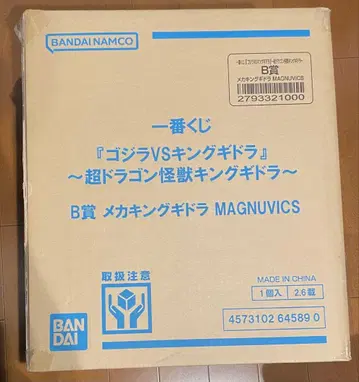 BANDAI NAMCO
B賞
メカキングギドラ MAGNUVICS
2793321000
一番くじ
『ゴジラVSキングギドラ』
〜超ドラゴン怪獣キングギドラ〜
B賞 メカキングギドラ MAGNUVICS
取扱注意
MADE IN CHINA
1個入
2.6才
BAN
DAI
4573102 64589 0